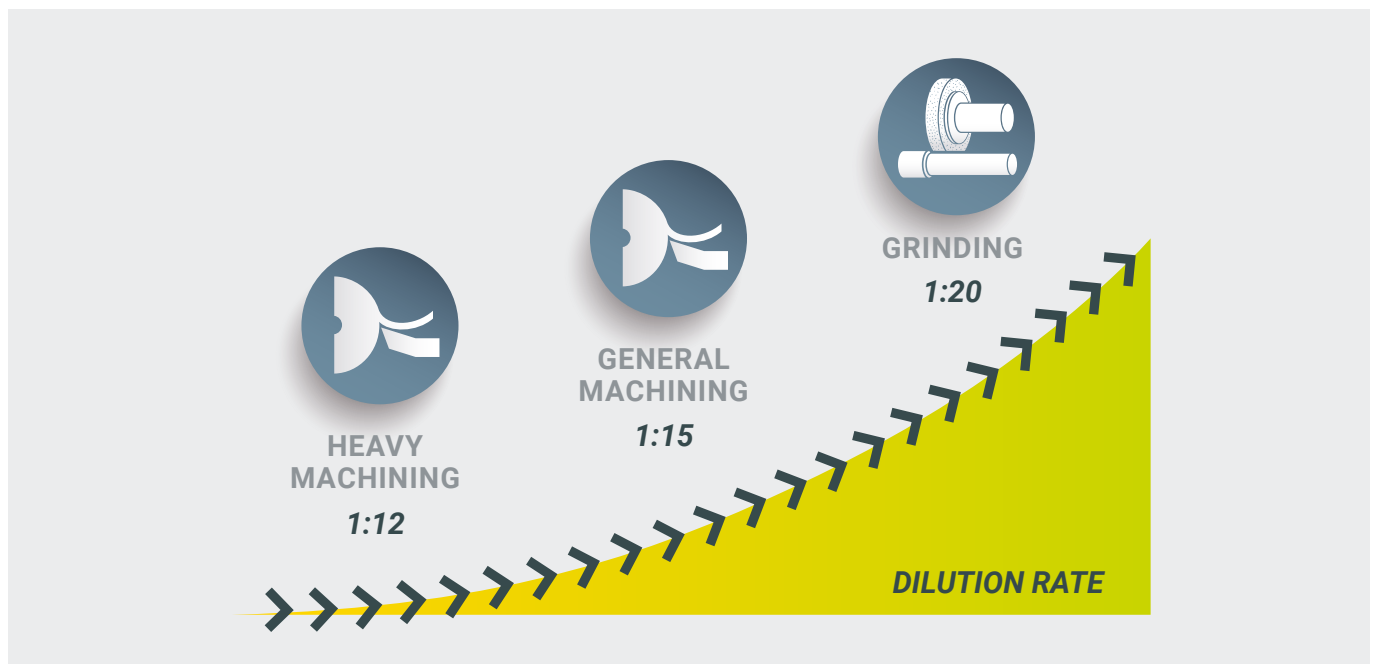 HEAVY
MACHINING
1:12
GENERAL
MACHINING
1:15
GRINDING
1:20
DILUTION RATE